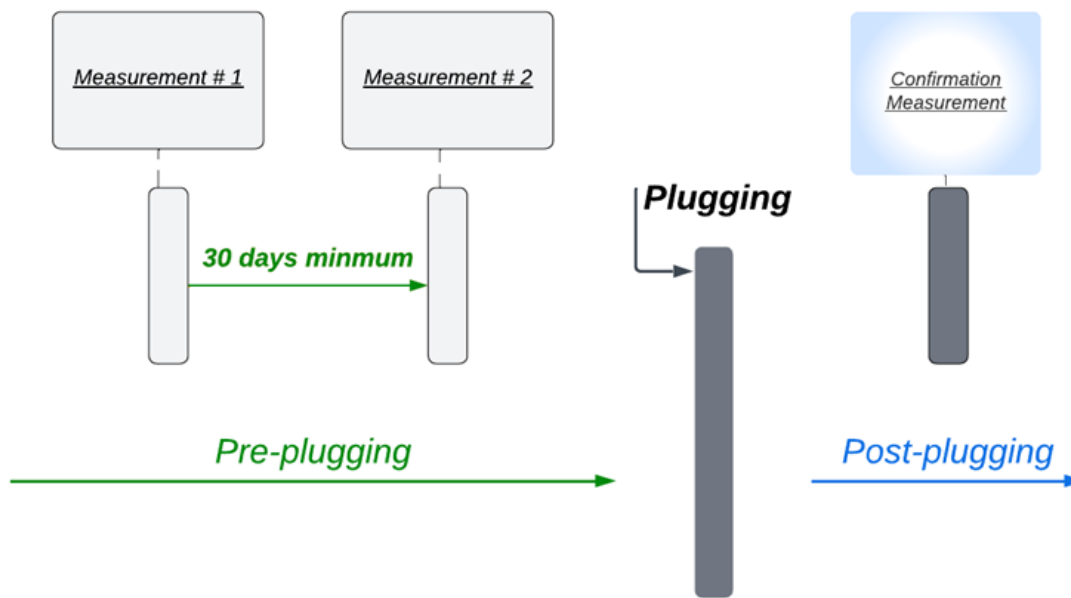 Measurement # 1
Measurement # 2
Confirmation
Measurement
Plugging
30 days minmum
Pre-plugging
Post-plugging